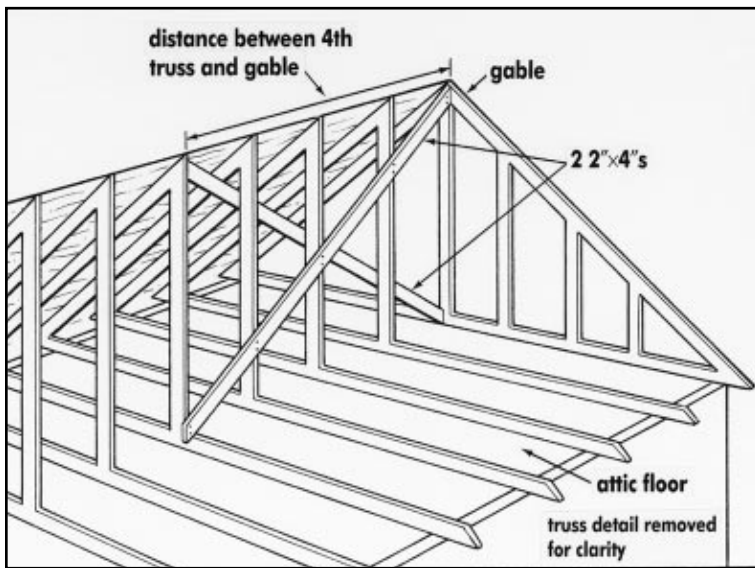 distance between 4th
truss and gable
gable
2 2"×4"s
attic floor
truss detail removed
for clarity